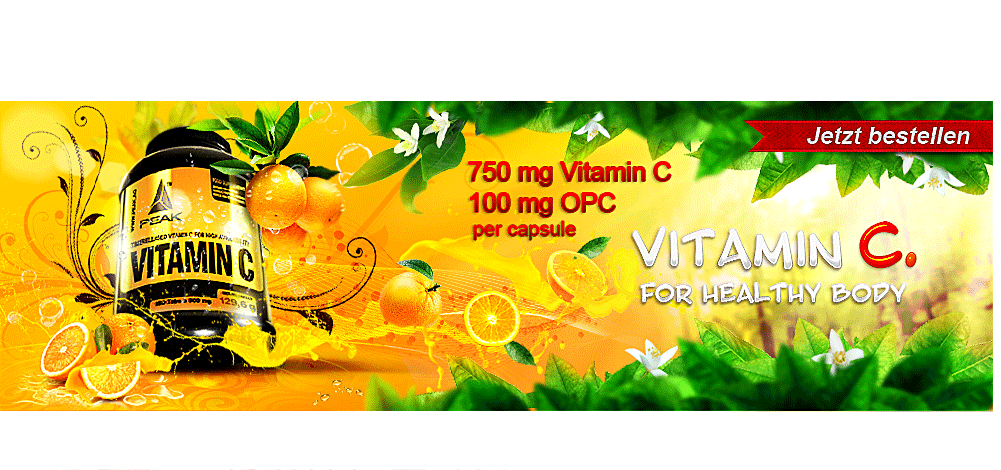 Jetzt bestellen
750 mg Vitamin C
100 mg OPC
per capsule
VITAMIN C.
FOR HEALTHY BODY
PEAK
VITAMIN C